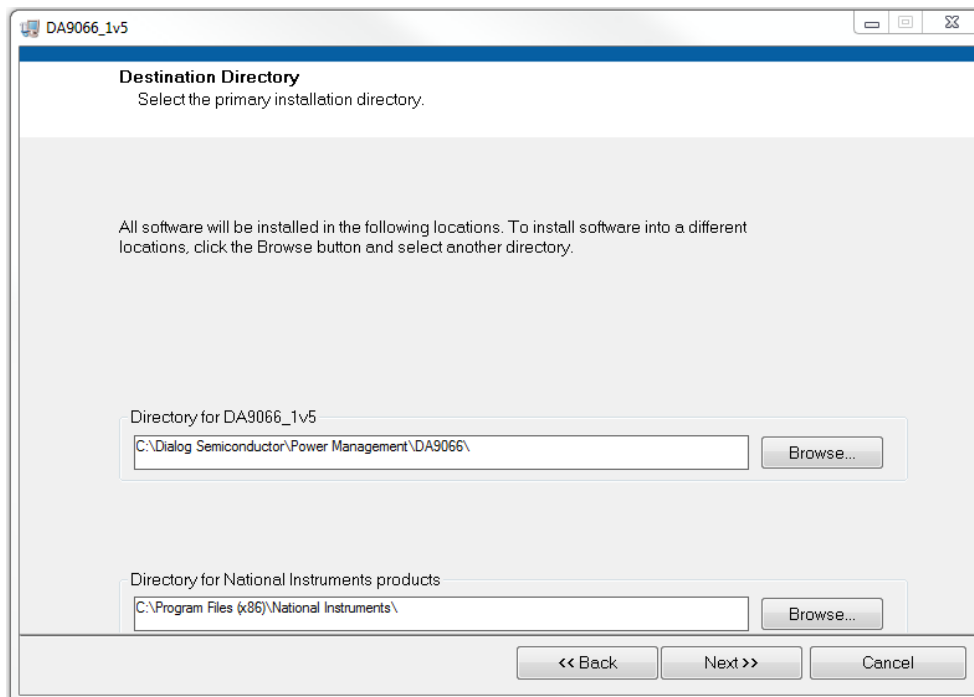 DA9066_1v5
Destination Directory
Select the primary installation directory.
All software will be installed in the following locations. To install software into a different
locations, click the Browse button and select another directory.
Directory for DA9066_1v5
C:\Dialog Semiconductor\Power Management\DA9066\
Browse...
Directory for National Instruments products
C:\Program Files (x86)\National Instruments\
Browse...
<< Back
Next >>
Cancel